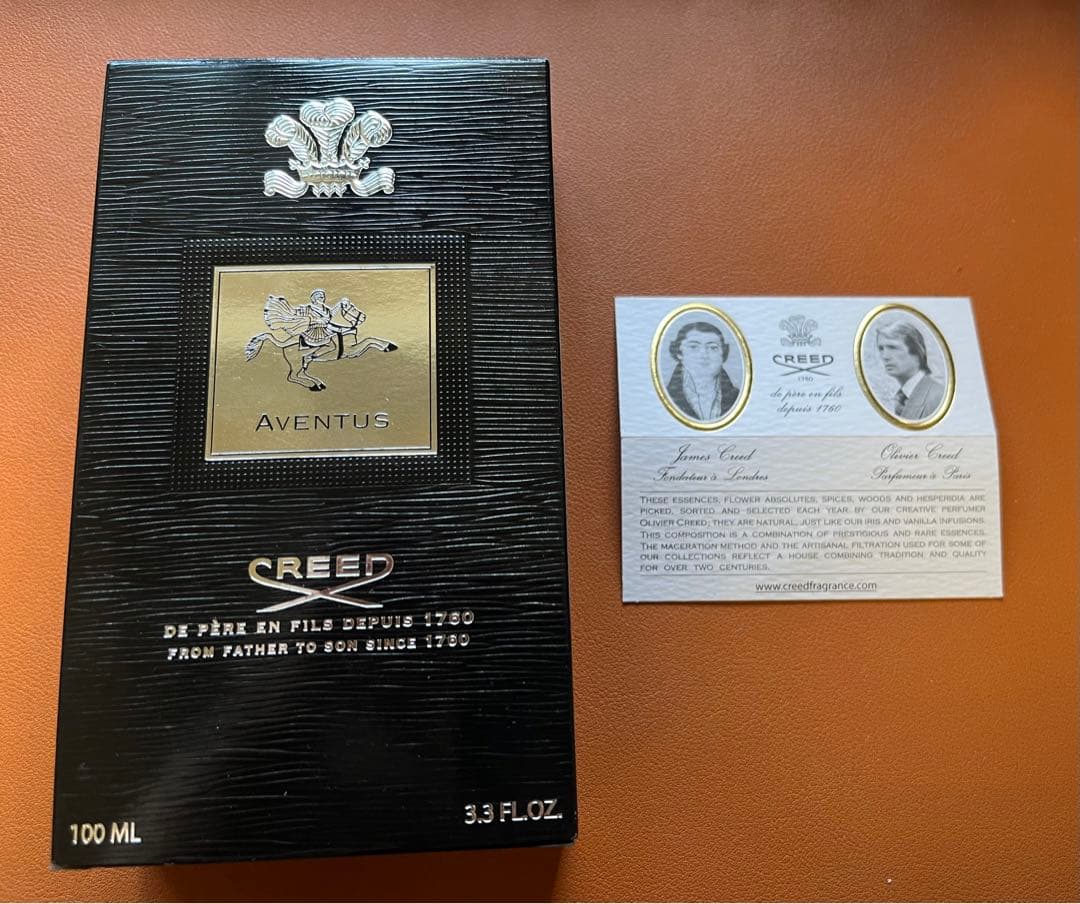 AVENTUS
CREED
DE PÈRE EN FILS DEPUIS 1760
FROM FATHER TO SON SINCE 1760
100 ML
3.3 FL.OZ.
CREED
1760
de père en fils
depuis 1760
James Creed
Fondateur à Londres
Olivier Creed
Parfumeur à Paris
THESE ESSENCES, FLOWER ABSOLUTES, SPICES, WOODS AND HESPERIDIA ARE
PICKED, SORTED AND SELECTED EACH YEAR BY OUR CREATIVE PERFUMER
OLIVIER CREED; THEY ARE NATURAL, JUST LIKE OUR IRIS AND VANILLA INFUSIONS.
THIS COMPOSITION IS A COMBINATION OF PRESTIGIOUS AND RARE ESSENCES.
THE MACERATION METHOD AND THE ARTISANAL FILTRATION USED FOR SOME OF
OUR COLLECTIONS REFLECT A HOUSE COMBINING TRADITION AND QUALITY
FOR OVER TWO CENTURIES.
www.creedfragrance.com